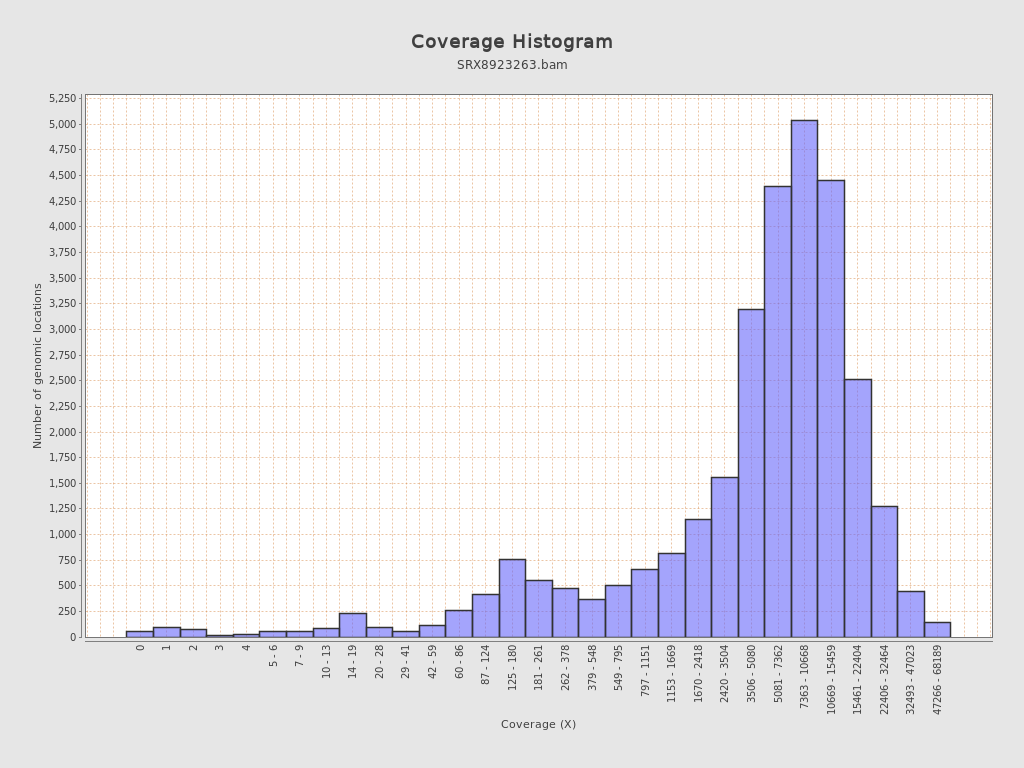 Coverage Histogram
SRX8923263.bam
Number of genomic locations
5,250
5,000
4,750
4,500
4,250
4,000
3,750
3,500
3,250
3,000
2,750
2,500
2,250
2,000
1,750
1,500
1,250
1,000
750
500
250
0
0
1
2
3
4
5 - 6
7 - 9
10 - 13
14 - 19
20 - 28
29 - 41
42 - 59
60 - 86
87 - 124
125 - 180
181 - 261
262 - 378
379 - 548
549 - 795
797 - 1151
1153 - 1669
1670 - 2418
2420 - 3504
3506 - 5080
5081 - 7362
7363 - 10668
10669 - 15459
15461 - 22404
22406 - 32464
32493 - 47023
47266 - 68189
Coverage (X)